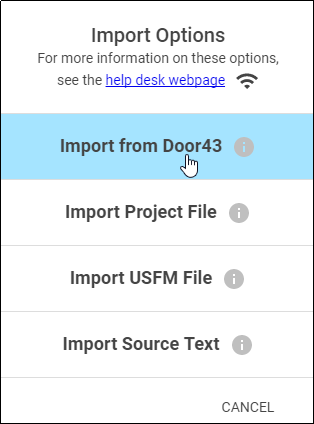 Import Options
For more information on these options,
see the help desk webpage
Import from Door43
Import Project File
Import USFM File
Import Source Text
CANCEL